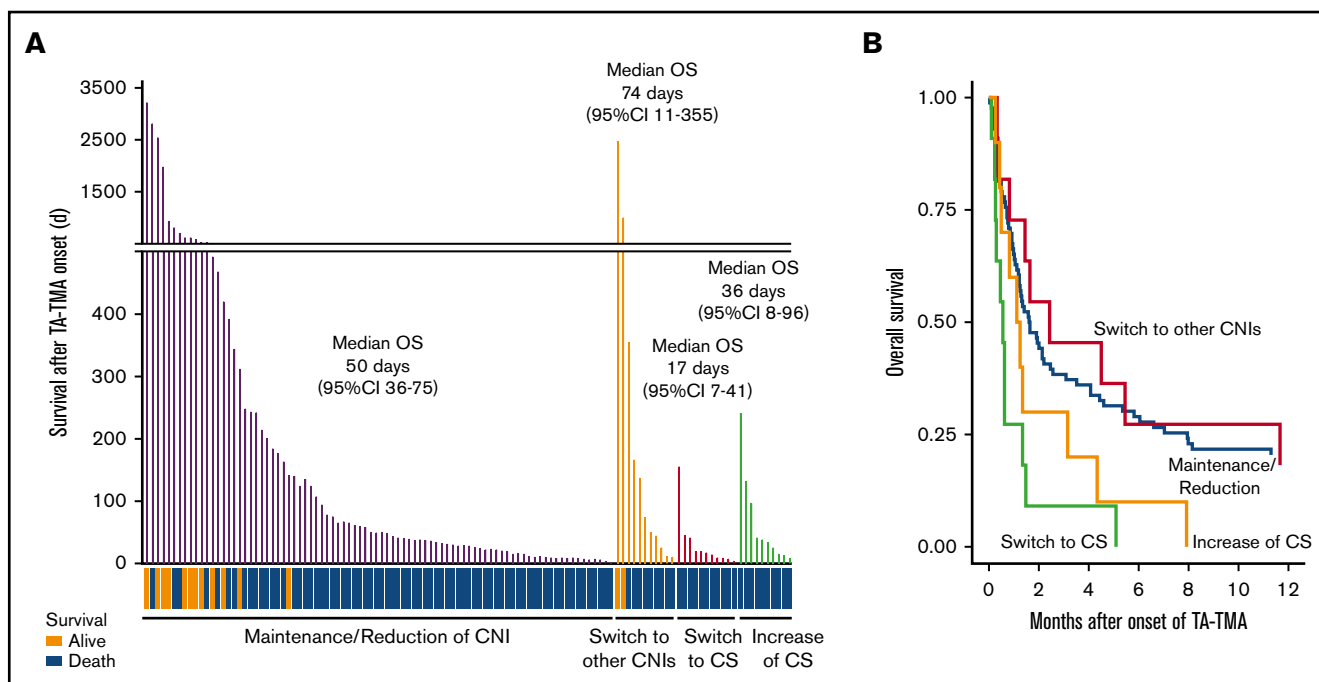 A
Survival after TA-TMA onset (d)
3500
2500
1500
400
300
200
100
0
Median OS
50 days
(95%CI 36-75)
Median OS
74 days
(95%CI 11-355)
Median OS
17 days
(95%CI 7-41)
Median OS
36 days
(95%CI 8-96)
Survival
Alive
Death
Maintenance/Reduction of CNI
Switch to
other CNIs
Switch
to CS
Increase
of CS
B
Overall survival
1.00
0.75
0.50
0.25
0.00
Switch to other CNIs
Maintenance/
Reduction
Switch to CS
Increase of CS
0 2 4 6 8 10 12
Months after onset of TA-TMA